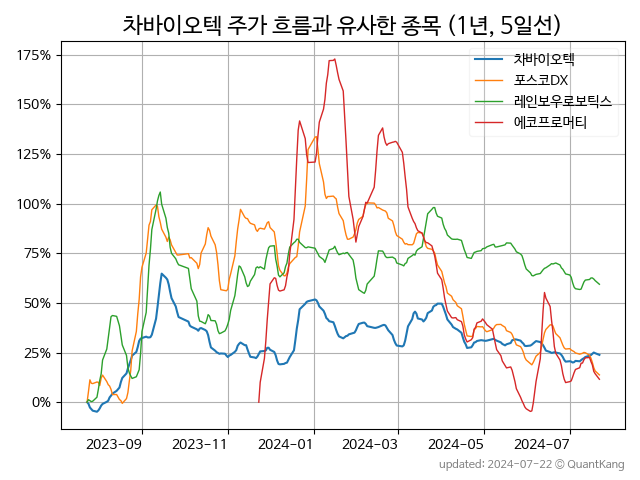 차바이오텍 주가 흐름과 유사한 종목 (1년, 5일선)
175%
150%
125%
100%
75%
50%
25%
0%
차바이오텍
포스코DX
레인보우로보틱스
에코프로머티
2023-09
2023-11
2024-01
2024-03
2024-05
2024-07
updated: 2024-07-22 © QuantKang